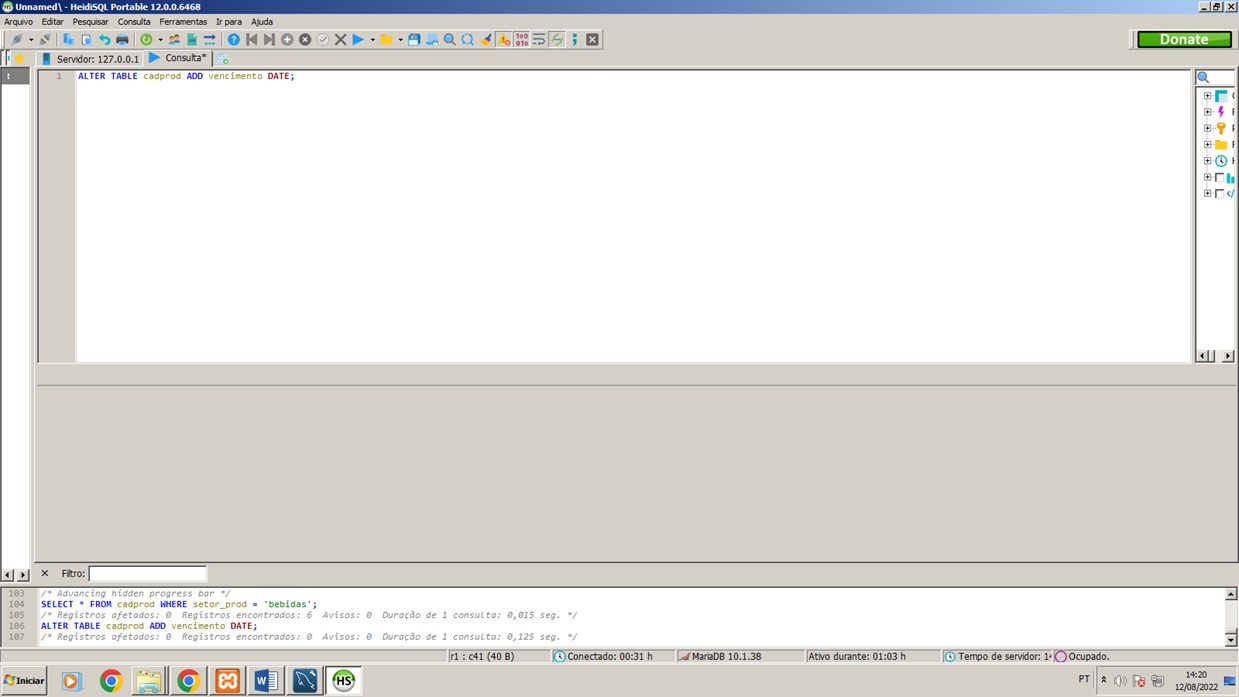 Unnamed\ - HeidiSQL Portable 12.0.0.6468
Arquivo Editar Pesquisar Consulta Ferramentas Ir para Ajuda
Donate
Servidor: 127.0.0.1 Consulta*
1 ALTER TABLE cadprod ADD vencimento DATE;
Filtro:
103 /* Advancing hidden progress bar */
104 SELECT * FROM cadprod WHERE setor_prod = 'bebidas';
105 /* Registros afetados: 0 Registros encontrados: 6 Avisos: 0 Duração de 1 consulta: 0,015 seg. */
106 ALTER TABLE cadprod ADD vencimento DATE;
107 /* Registros afetados: 0 Registros encontrados: 0 Avisos: 0 Duração de 1 consulta: 0,125 seg. */
r1 : c41 (40 B) Conectado: 00:31 h MariaDB 10.1.38 Ativo durante: 01:03 h Tempo de servidor: 14 Ocupado.
Iniciar W HS PT 14:20
12/08/2022